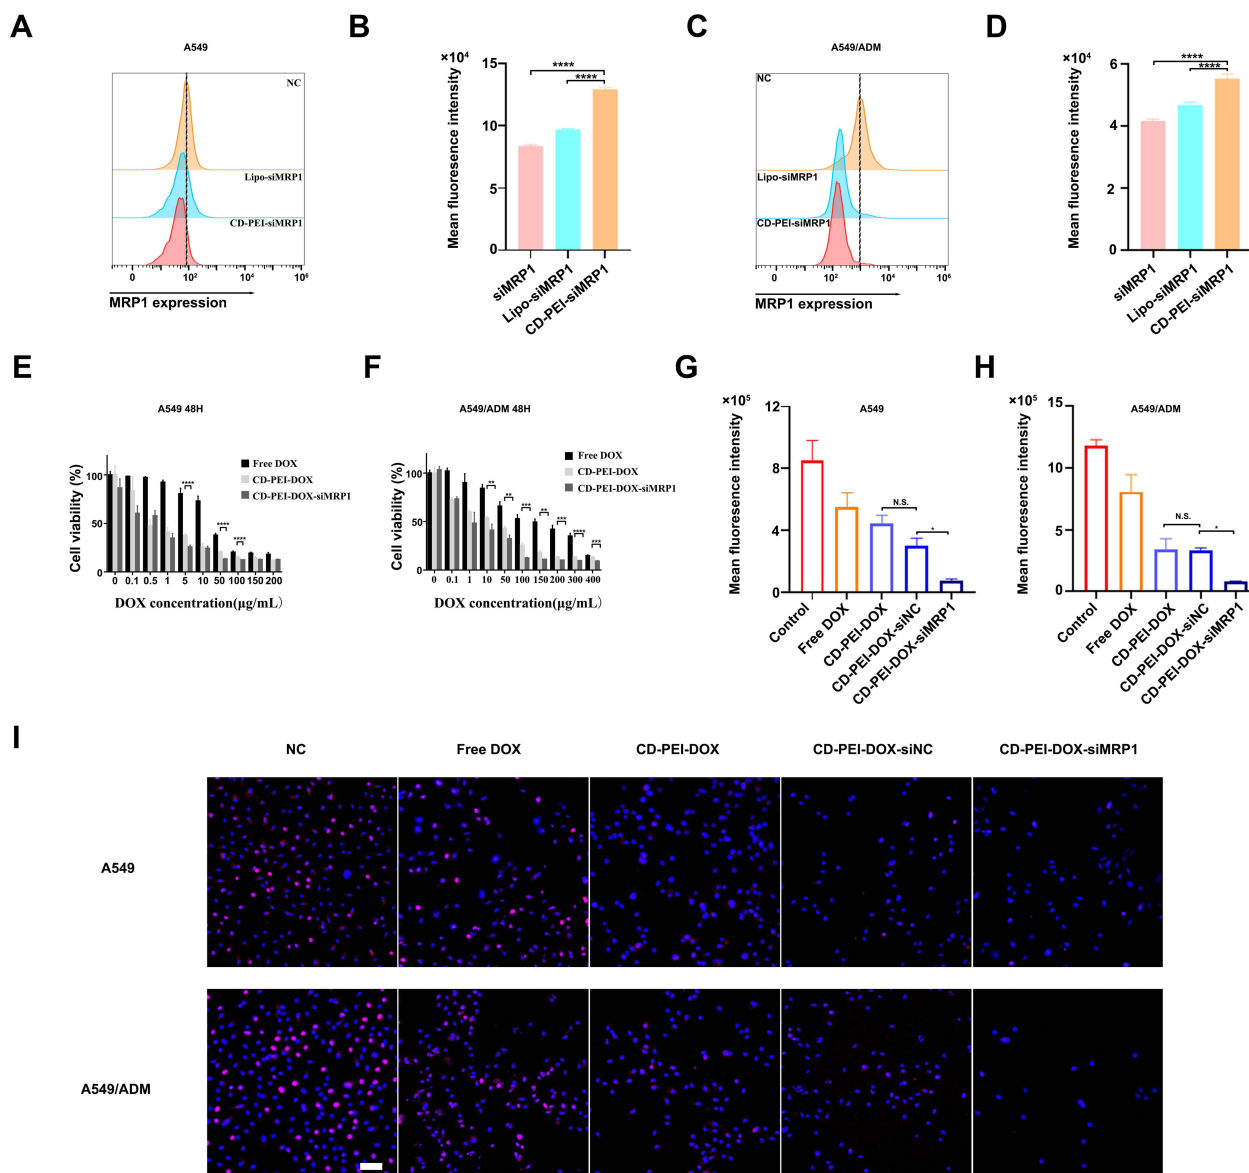 A
A549
NC
Lipo-siMRP1
CD-PEI-siMRP1
0
10²
10⁴
10⁶
MRP1 expression
B
×10⁴
Mean fluoresence intensity
15
10
5
0
****
****
siMRP1
Lipo-siMRP1
CD-PEI-siMRP1
C
A549/ADM
NC
Lipo-siMRP1
CD-PEI-siMRP1
0
10²
10⁴
10⁶
MRP1 expression
D
×10⁴
Mean fluoresence intensity
6
4
2
0
****
****
siMRP1
Lipo-siMRP1
CD-PEI-siMRP1
E
A549 48H
Cell viability (%)
100
50
0
Free DOX
CD-PEI-DOX
CD-PEI-DOX-siMRP1
****
****
****
0 0.1 0.5 1 5 10 50 100 150 200
DOX concentration(μg/mL)
F
A549/ADM 48H
Cell viability (%)
100
50
0
Free DOX
CD-PEI-DOX
CD-PEI-DOX-siMRP1
**
**
***
**
***
****
***
0 0.1 1 10 50 100 150 200 300 400
DOX concentration(μg/mL)
G
×10⁵
A549
Mean fluoresence intensity
12
8
4
0
N.S.
*
Control
Free DOX
CD-PEI-DOX
CD-PEI-DOX-siNC
CD-PEI-DOX-siMRP1
H
×10⁵
A549/ADM
Mean fluoresence intensity
15
10
5
0
N.S.
*
Control
Free DOX
CD-PEI-DOX
CD-PEI-DOX-siNC
CD-PEI-DOX-siMRP1
I
NC
Free DOX
CD-PEI-DOX
CD-PEI-DOX-siNC
CD-PEI-DOX-siMRP1
A549
A549/ADM